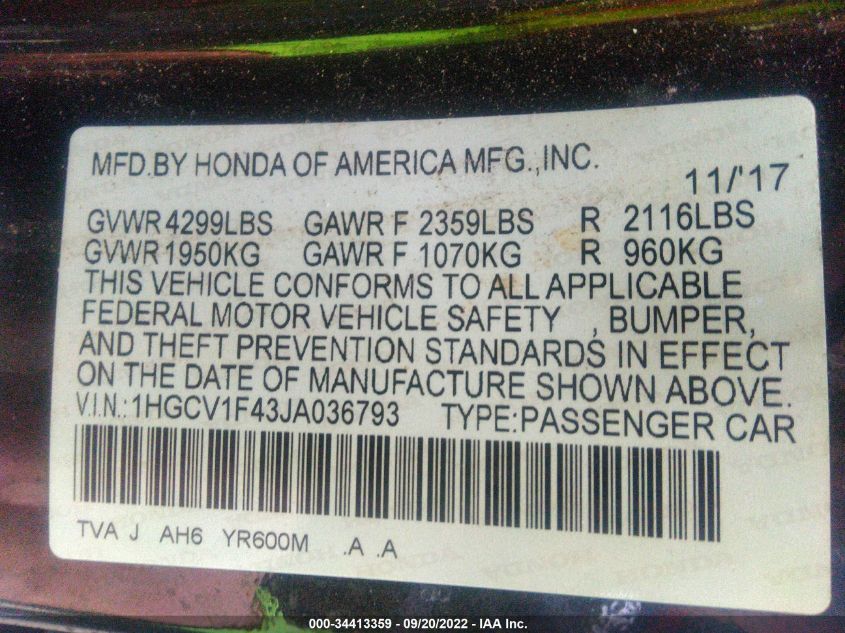 MFD.BY HONDA OF AMERICA MFG.,INC.
11/'17
GVWR 4299LBS GAWR F 2359LBS R 2116LBS
GVWR 1950KG GAWR F 1070KG R 960KG
THIS VEHICLE CONFORMS TO ALL APPLICABLE
FEDERAL MOTOR VEHICLE SAFETY , BUMPER,
AND THEFT PREVENTION STANDARDS IN EFFECT
ON THE DATE OF MANUFACTURE SHOWN ABOVE.
V.I.N.:1HGCV1F43JA036793 TYPE:PASSENGER CAR
TVA J AH6 YR600M .A .A
000-34413359 - 09/20/2022 - IAA Inc.